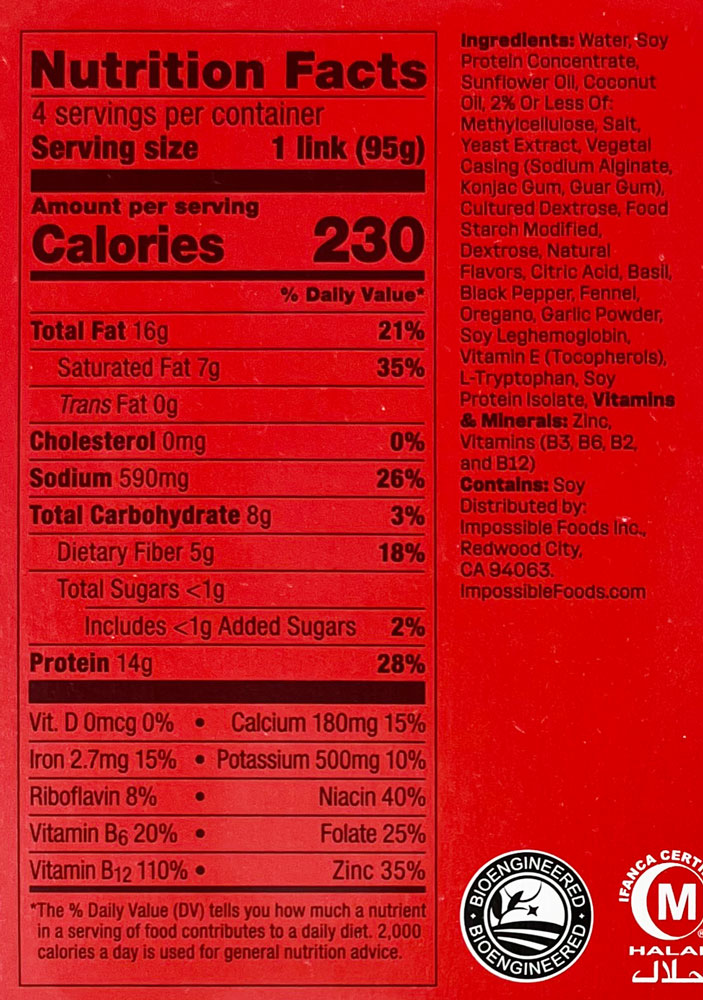 Nutrition Facts
4 servings per container
Serving size 1 link (95g)
Amount per serving
Calories 230
% Daily Value*
Total Fat 16g 21%
Saturated Fat 7g 35%
Trans Fat 0g
Cholesterol 0mg 0%
Sodium 590mg 26%
Total Carbohydrate 8g 3%
Dietary Fiber 5g 18%
Total Sugars <1g
Includes <1g Added Sugars 2%
Protein 14g 28%
Vit. D 0mcg 0% • Calcium 180mg 15%
Iron 2.7mg 15% • Potassium 500mg 10%
Riboflavin 8% • Niacin 40%
Vitamin B6 20% • Folate 25%
Vitamin B12 110% • Zinc 35%
*The % Daily Value (DV) tells you how much a nutrient
in a serving of food contributes to a daily diet. 2,000
calories a day is used for general nutrition advice.
Ingredients: Water, Soy
Protein Concentrate,
Sunflower Oil, Coconut
Oil, 2% Or Less Of:
Methylcellulose, Salt,
Yeast Extract, Vegetal
Casing (Sodium Alginate,
Konjac Gum, Guar Gum),
Cultured Dextrose, Food
Starch Modified,
Dextrose, Natural
Flavors, Citric Acid, Basil,
Black Pepper, Fennel,
Oregano, Garlic Powder,
Soy Leghemoglobin,
Vitamin E (Tocopherols),
L-Tryptophan, Soy
Protein Isolate, Vitamins
& Minerals: Zinc,
Vitamins (B3, B6, B2,
and B12)
Contains: Soy
Distributed by:
Impossible Foods Inc.,
Redwood City,
CA 94063.
ImpossibleFoods.com
BIOENGINEERED
BIOENGINEERED
IFANCA CERTI
M
HALAL
حلال